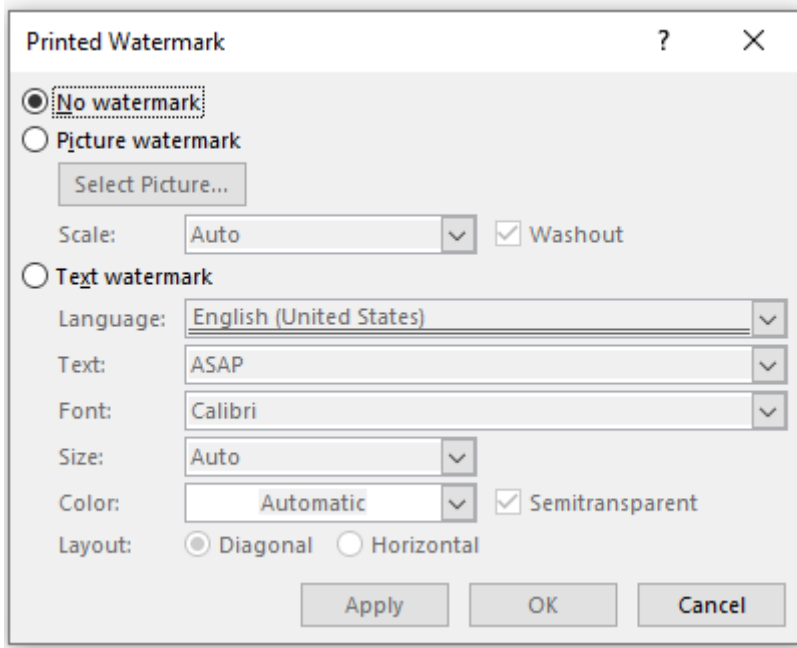 Printed Watermark ?
No watermark
Picture watermark
Select Picture...
Scale: Auto Washout
Text watermark
Language: English (United States)
Text: ASAP
Font: Calibri
Size: Auto
Color: Automatic Semitransparent
Layout: Diagonal Horizontal
Apply OK Cancel